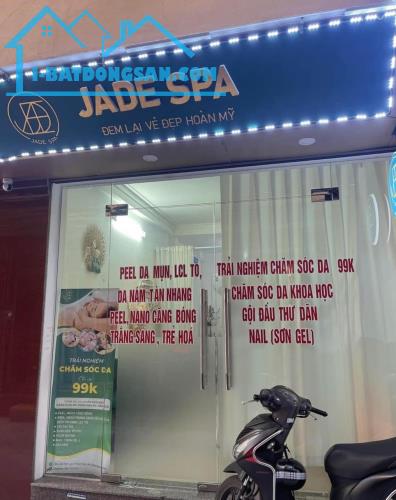 I-BATDONGSAN.COM
JADE SPA
ĐEM LẠI VẺ ĐẸP HOÀN MỸ
JADE SPA
PEEL DA MỤN, LCL TO,
DA NÁM TÀN NHANG
PEEL, NANO CĂNG BÓNG
TRẮNG SÁNG, TRẺ HOÁ
TRẢI NGHIỆM CHĂM SÓC DA 99K
CHĂM SÓC DA KHOA HỌC
GỘI ĐẦU THƯ DÃN
NAIL (SƠN GEL)
TRẢI NGHIỆM
CHĂM SÓC DA
99k